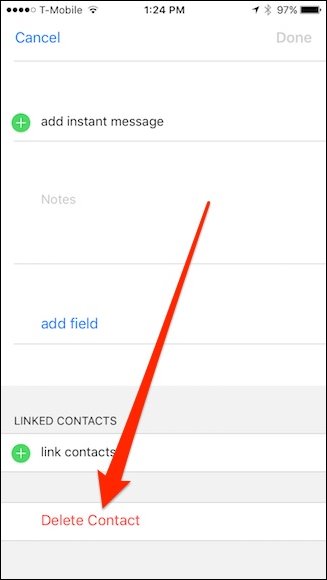 T-Mobile 1:24 PM 97%
Cancel Done
add instant message
Notes
add field
LINKED CONTACTS
link contacts
Delete Contact